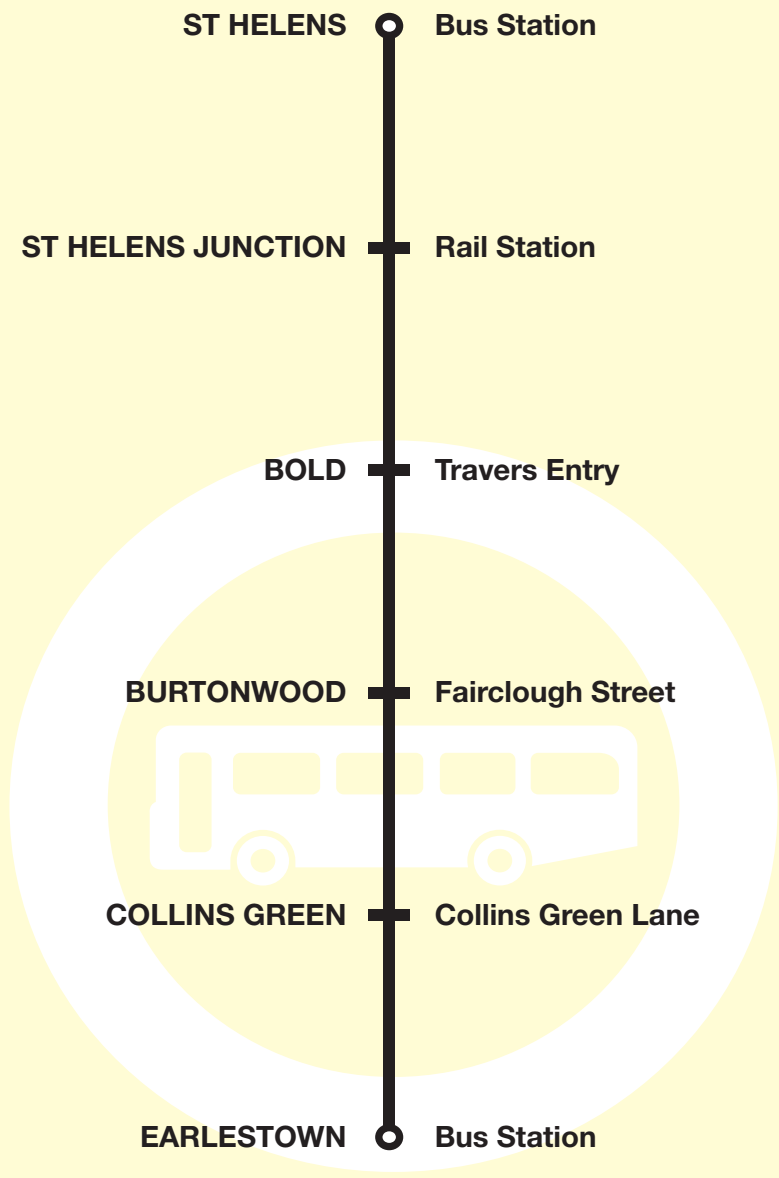 ST HELENS Bus Station
ST HELENS JUNCTION Rail Station
BOLD Travers Entry
BURTONWOOD Fairclough Street
COLLINS GREEN Collins Green Lane
EARLESTOWN Bus Station